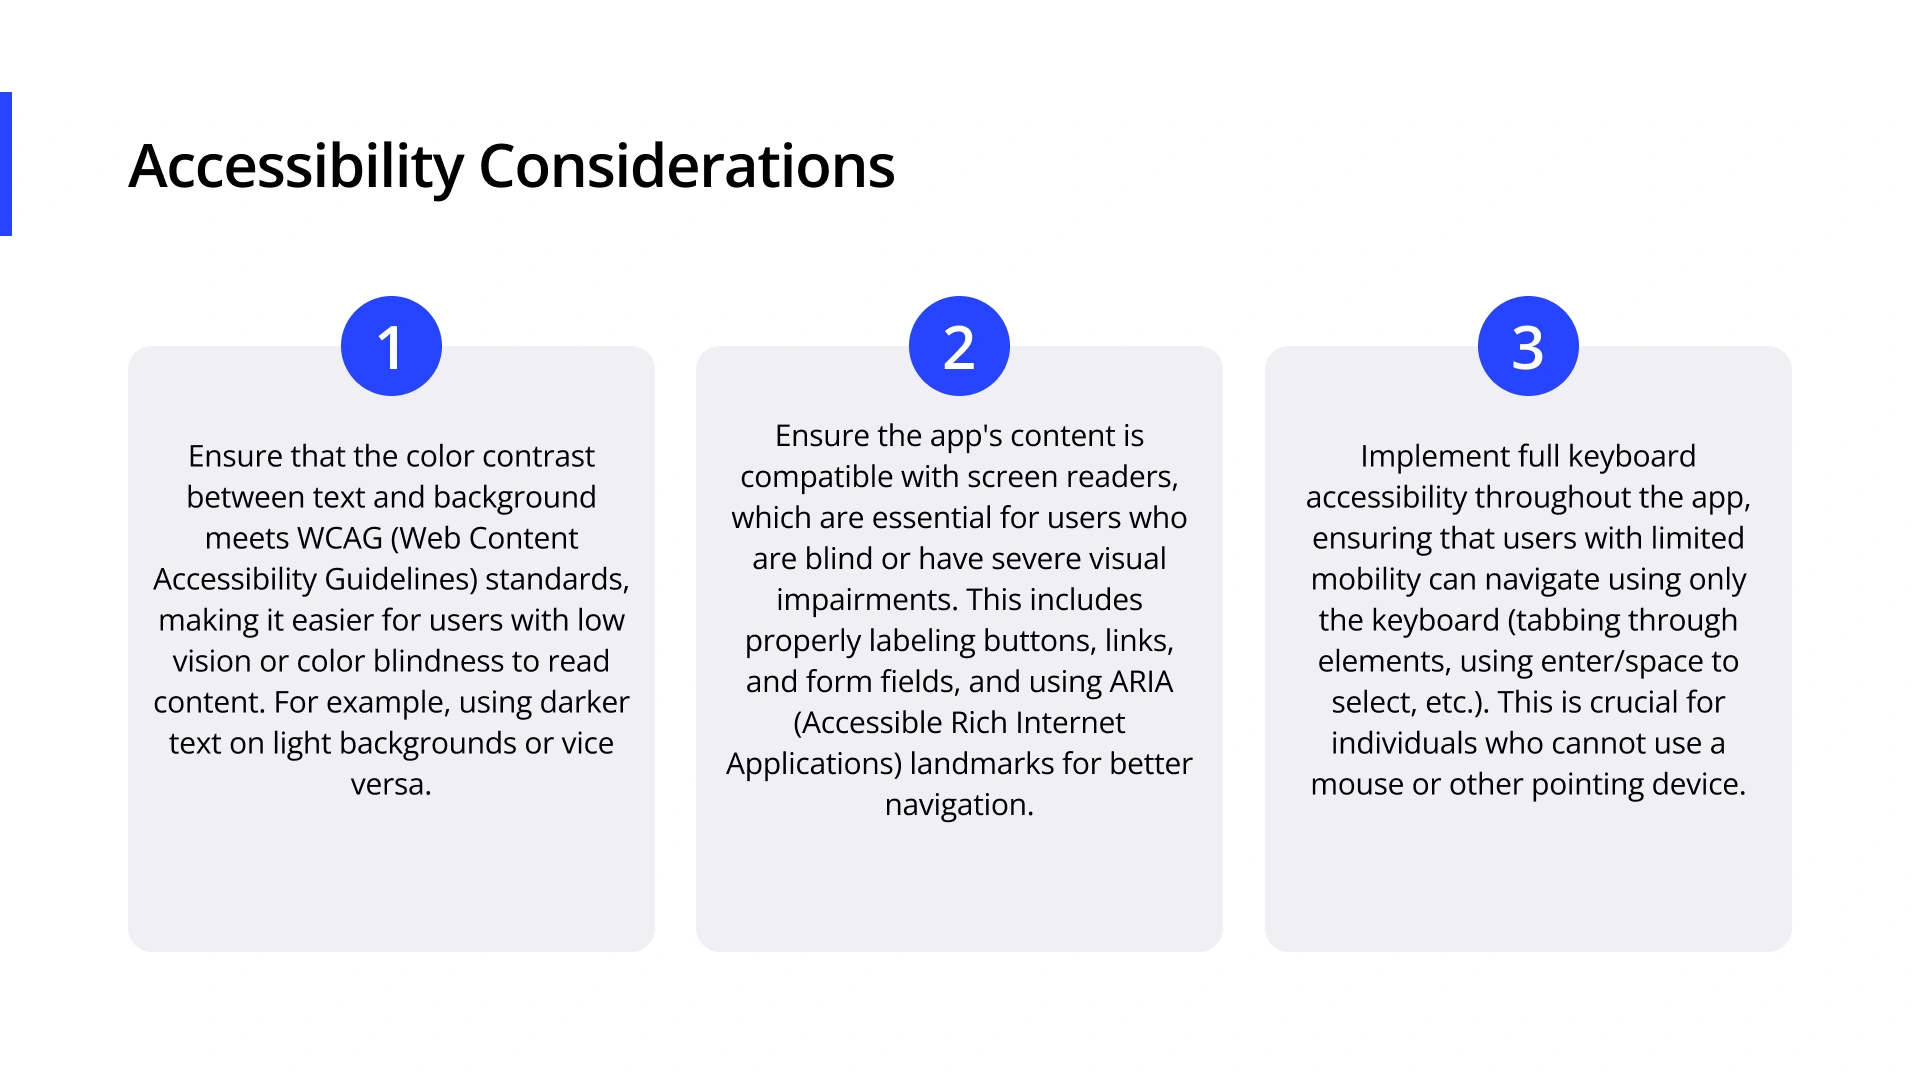 Accessibility Considerations
1
Ensure that the color contrast
between text and background
meets WCAG (Web Content
Accessibility Guidelines) standards,
making it easier for users with low
vision or color blindness to read
content. For example, using darker
text on light backgrounds or vice
versa.
2
Ensure the app's content is
compatible with screen readers,
which are essential for users who
are blind or have severe visual
impairments. This includes
properly labeling buttons, links,
and form fields, and using ARIA
(Accessible Rich Internet
Applications) landmarks for better
navigation.
3
Implement full keyboard
accessibility throughout the app,
ensuring that users with limited
mobility can navigate using only
the keyboard (tabbing through
elements, using enter/space to
select, etc.). This is crucial for
individuals who cannot use a
mouse or other pointing device.